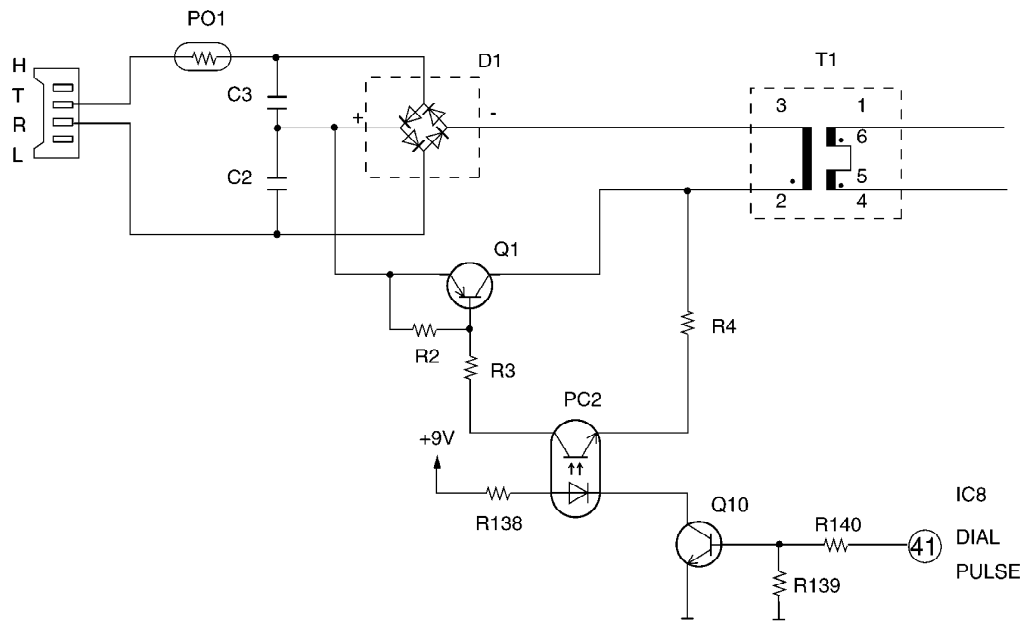 PO1
H
T
R
L
C3
C2
D1
+
-
T1
3
1
6
5
2
4
Q1
R2
R3
R4
PC2
+9V
R138
Q10
R140
R139
41
IC8
DIAL
PULSE